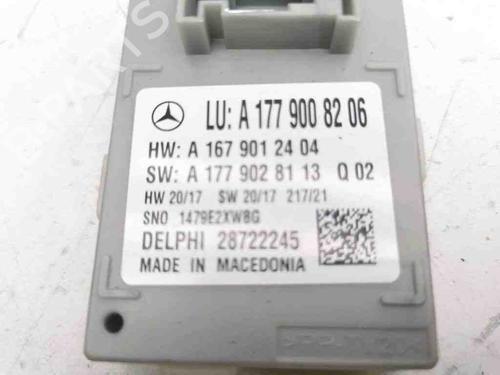 LU: A 177 900 82 06
HW: A 167 901 24 04
SW: A 177 902 81 13 Q 02
HW 20/17 SW 20/17 217/21
SNO 1479E2XW8G
DELPHI 28722245
MADE IN MACEDONIA